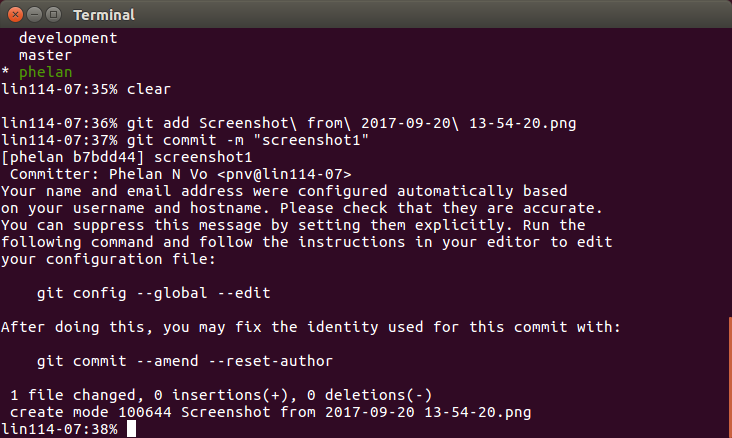 Terminal
  development
  master
* phelan
lin114-07:35% clear
lin114-07:36% git add Screenshot\ from\ 2017-09-20\ 13-54-20.png
lin114-07:37% git commit -m "screenshot1"
[phelan b7bdd44] screenshot1
 Committer: Phelan N Vo <pnv@lin114-07>
Your name and email address were configured automatically based
on your username and hostname. Please check that they are accurate.
You can suppress this message by setting them explicitly. Run the
following command and follow the instructions in your editor to edit
your configuration file:
    git config --global --edit
After doing this, you may fix the identity used for this commit with:
    git commit --amend --reset-author
 1 file changed, 0 insertions(+), 0 deletions(-)
 create mode 100644 Screenshot from 2017-09-20 13-54-20.png
lin114-07:38%